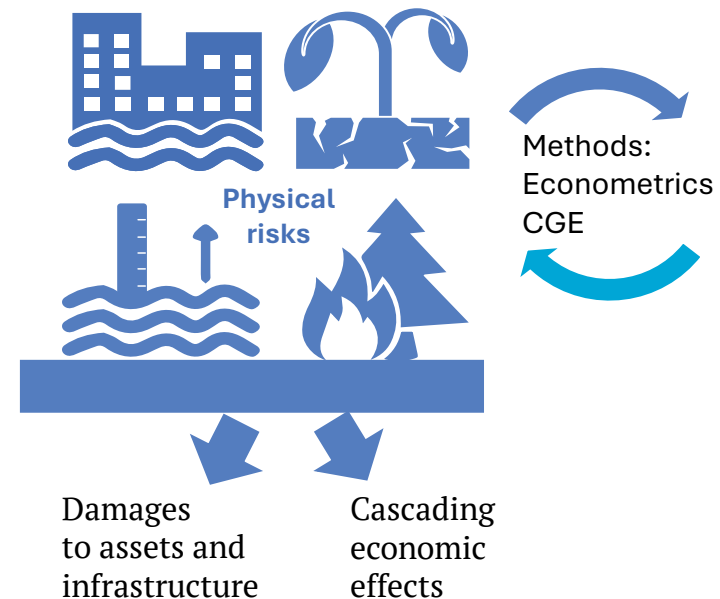 Methods:
Econometrics
CGE
Physical
risks
Damages
to assets and
infrastructure
Cascading
economic
effects